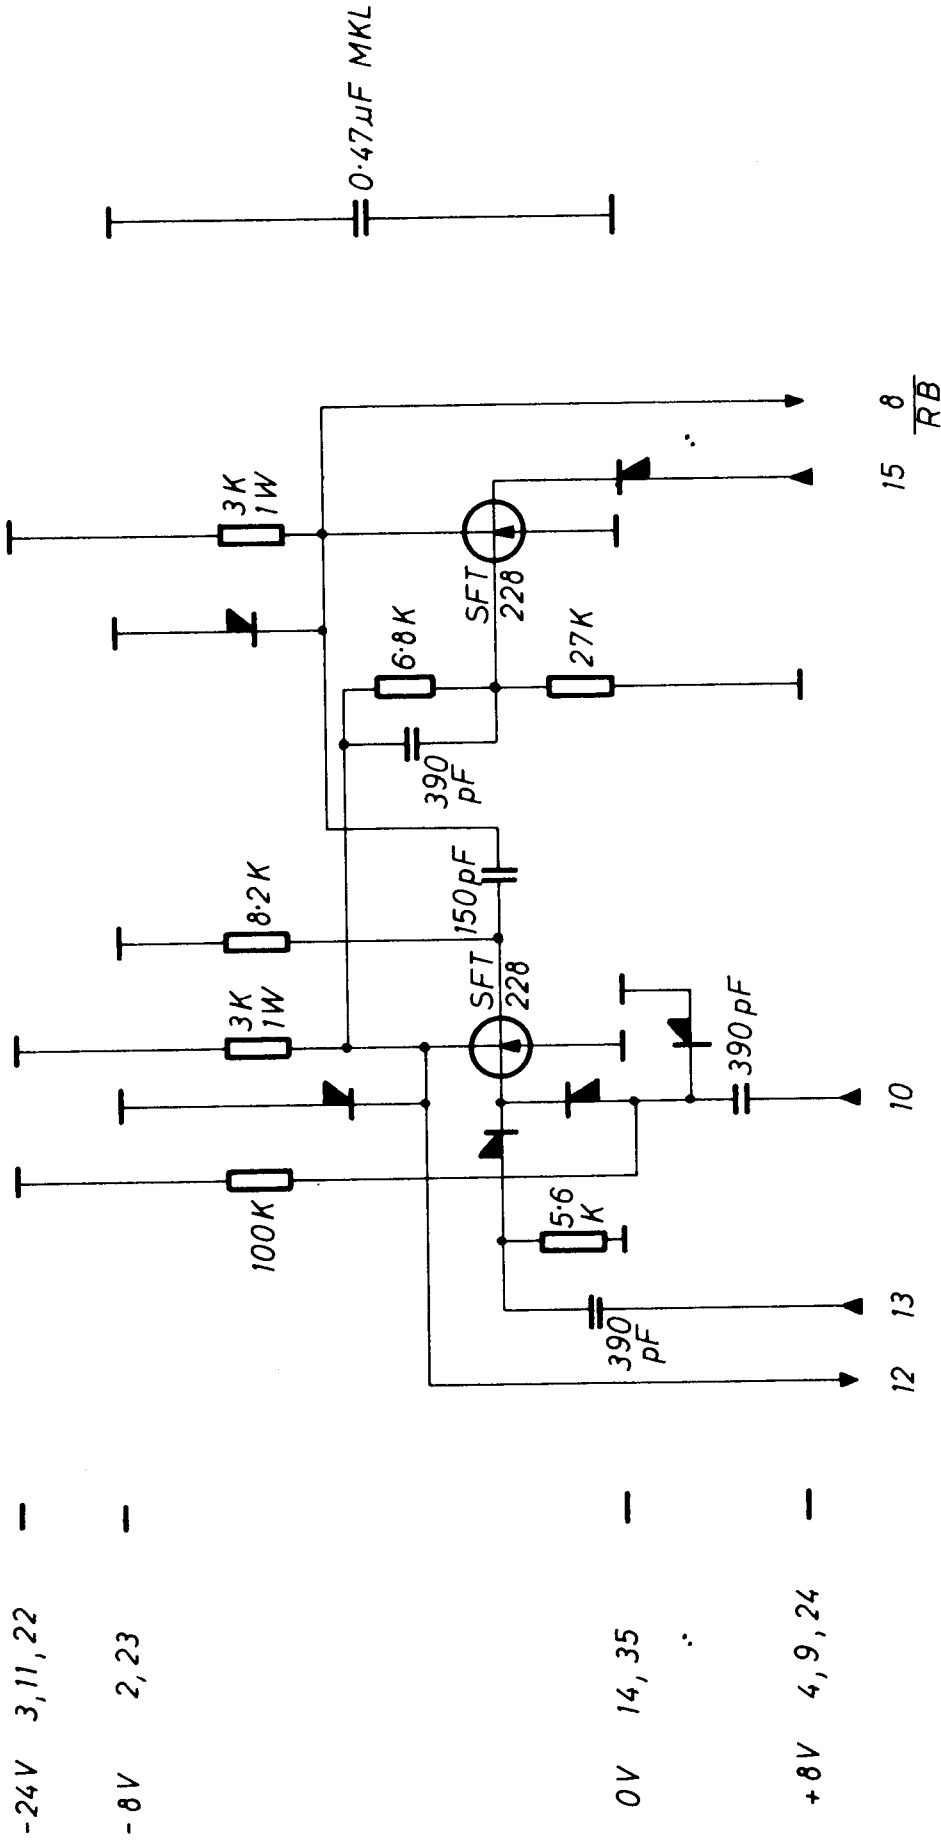 -24V 3,11,22
-8V 2,23
0V 14,35
+8V 4,9,24
100K
3K
1W
8.2K
3K
1W
0.47µF MKL
390
pF
6.8K
150pF
SFT
228
SFT
228
5.6
K
27K
390
pF
390pF
12
13
10
15
8
RB